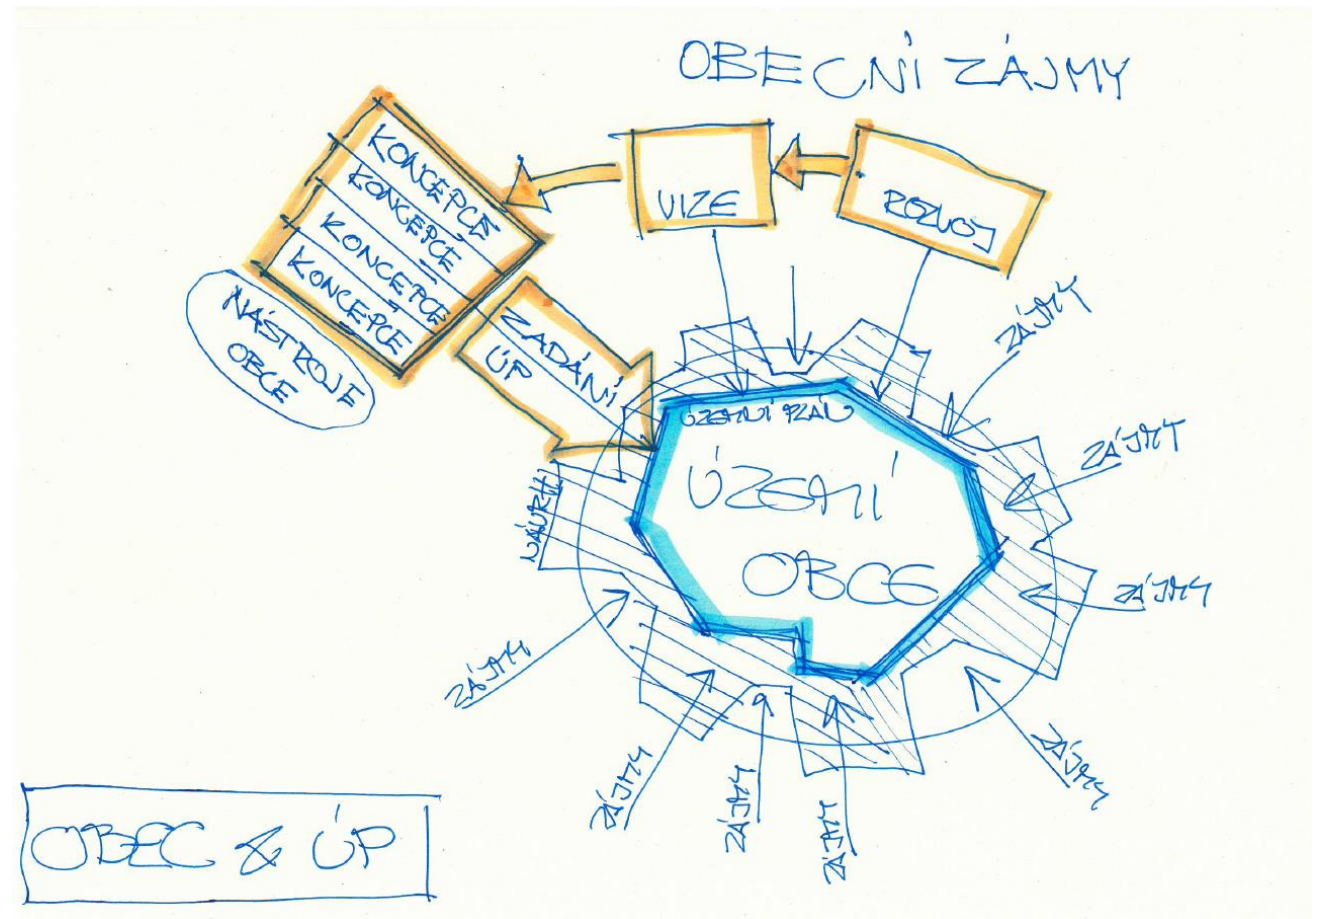 OBECNÍ ZÁJMY
KONCEPCE
KONCEPCE
KONCEPCE
KONCEPCE
VIZE
ROZVOJ
NÁSTROJE
OBCE
ZADÁNÍ
ÚP
ZÁJMY
ÚZEMNÍ PLÁN
ÚZEMÍ
OBCE
NÁVRH
ZÁJMY
ZÁJMY
ZÁJMY
ZÁJMY
ZÁJMY
ZÁJMY
ZÁJMY
OBEC & ÚP